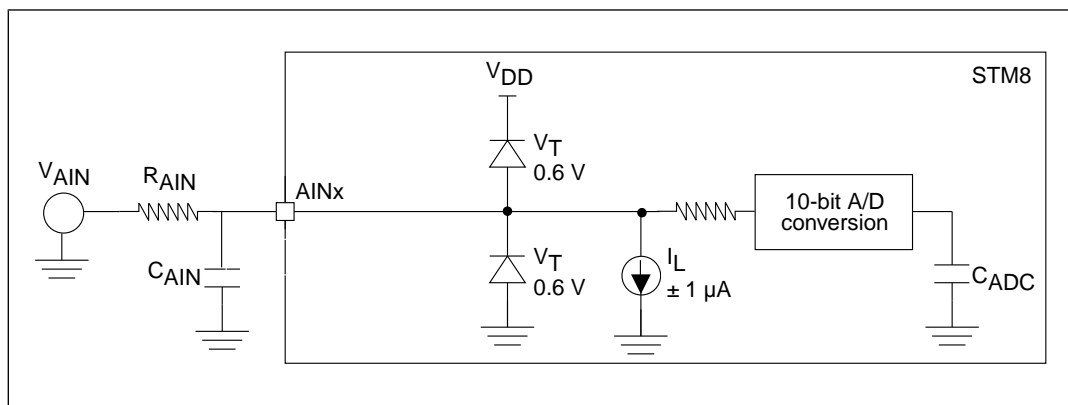 STM8
VDD
VT
0.6 V
VAIN
RAIN
AINx
10-bit A/D
conversion
CAIN
VT
0.6 V
IL
± 1 µA
CADC